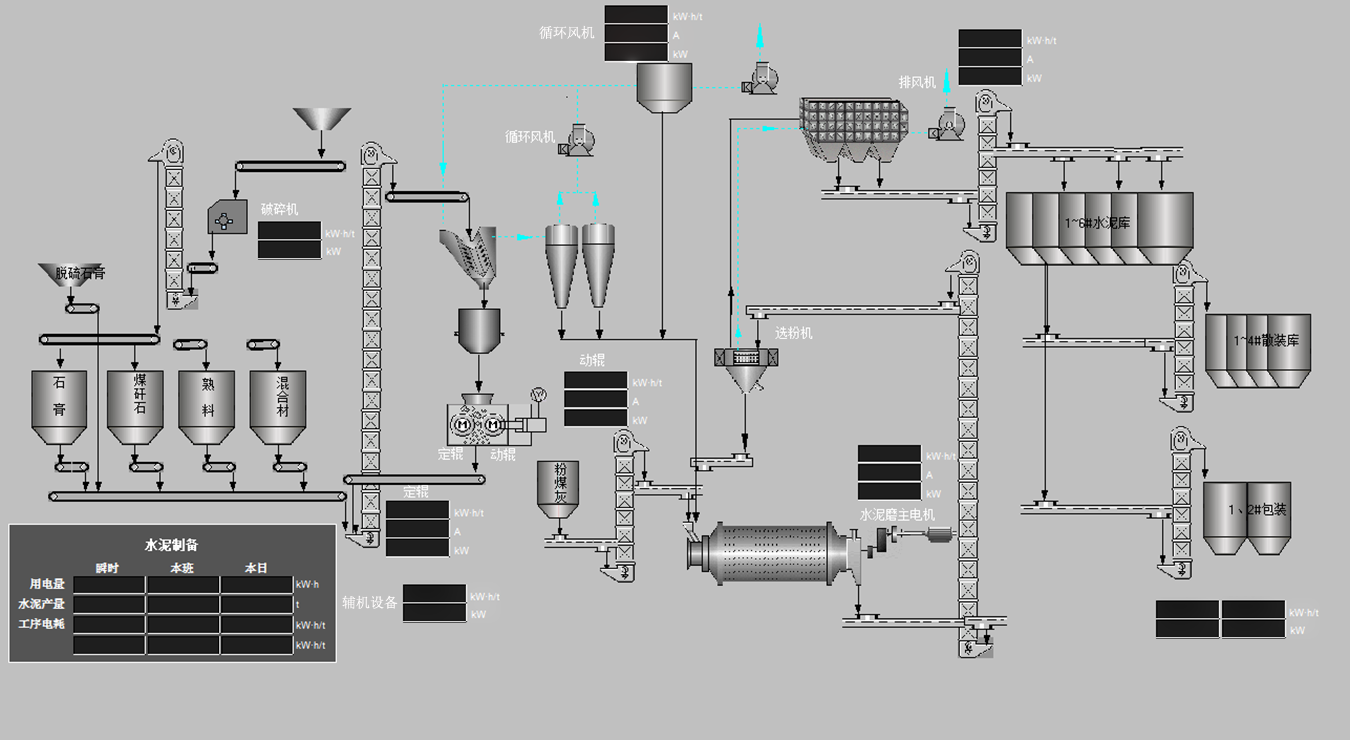 循环风机
kW·h/t
A
kW
排风机
kW·h/t
A
kW
循环风机
破碎机
kW·h/t
kW
1~6#水泥库
脱硫石膏
选粉机
1~4#散装库
动辊
kW·h/t
A
kW
石膏
煤矸石
熟料
混合材
M
M
W
定辊
动辊
粉煤灰
kW·h/t
A
kW
定辊
kW·h/t
A
kW
水泥磨主电机
1、2#包装
水泥制备
瞬时 本班 本日
用电量 kW·h
水泥产量 t
工序电耗 kW·h/t
kW·h/t
辅机设备
kW·h/t
kW
kW·h/t
kW